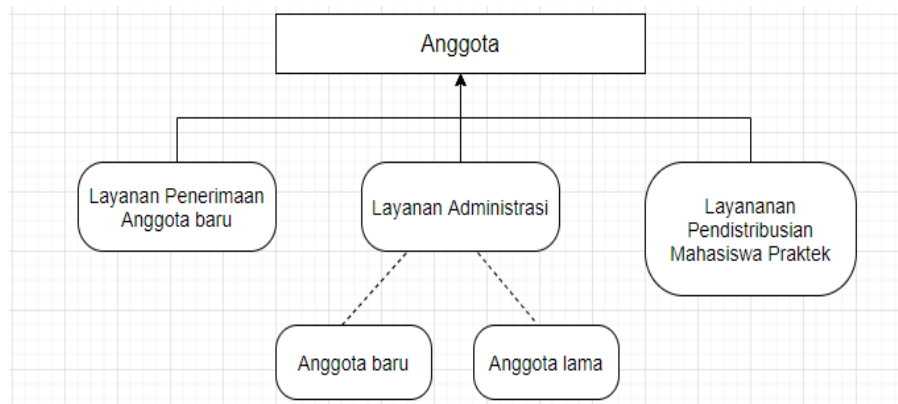 Anggota
Layanan Penerimaan
Anggota baru
Layanan Administrasi
Layananan
Pendistribusian
Mahasiswa Praktek
Anggota baru
Anggota lama